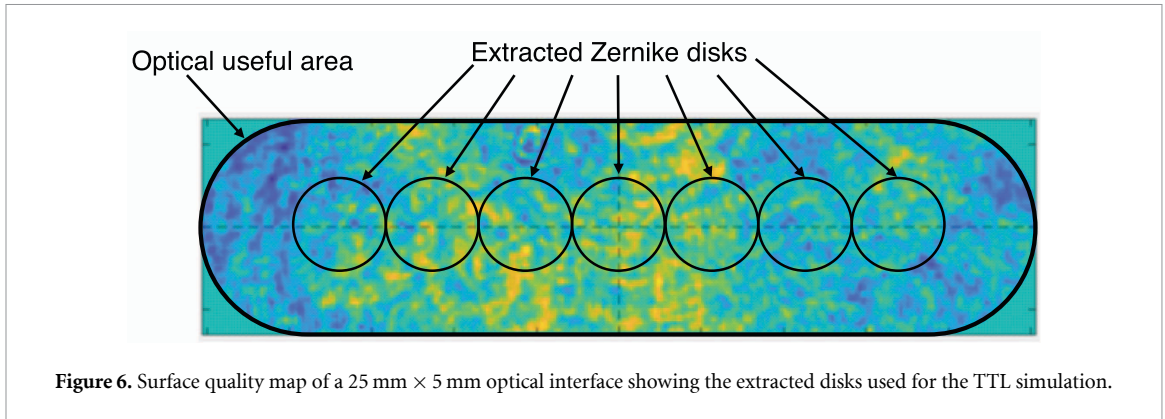 Optical useful area
Extracted Zernike disks
Figure 6. Surface quality map of a 25 mm × 5 mm optical interface showing the extracted disks used for the TTL simulation.